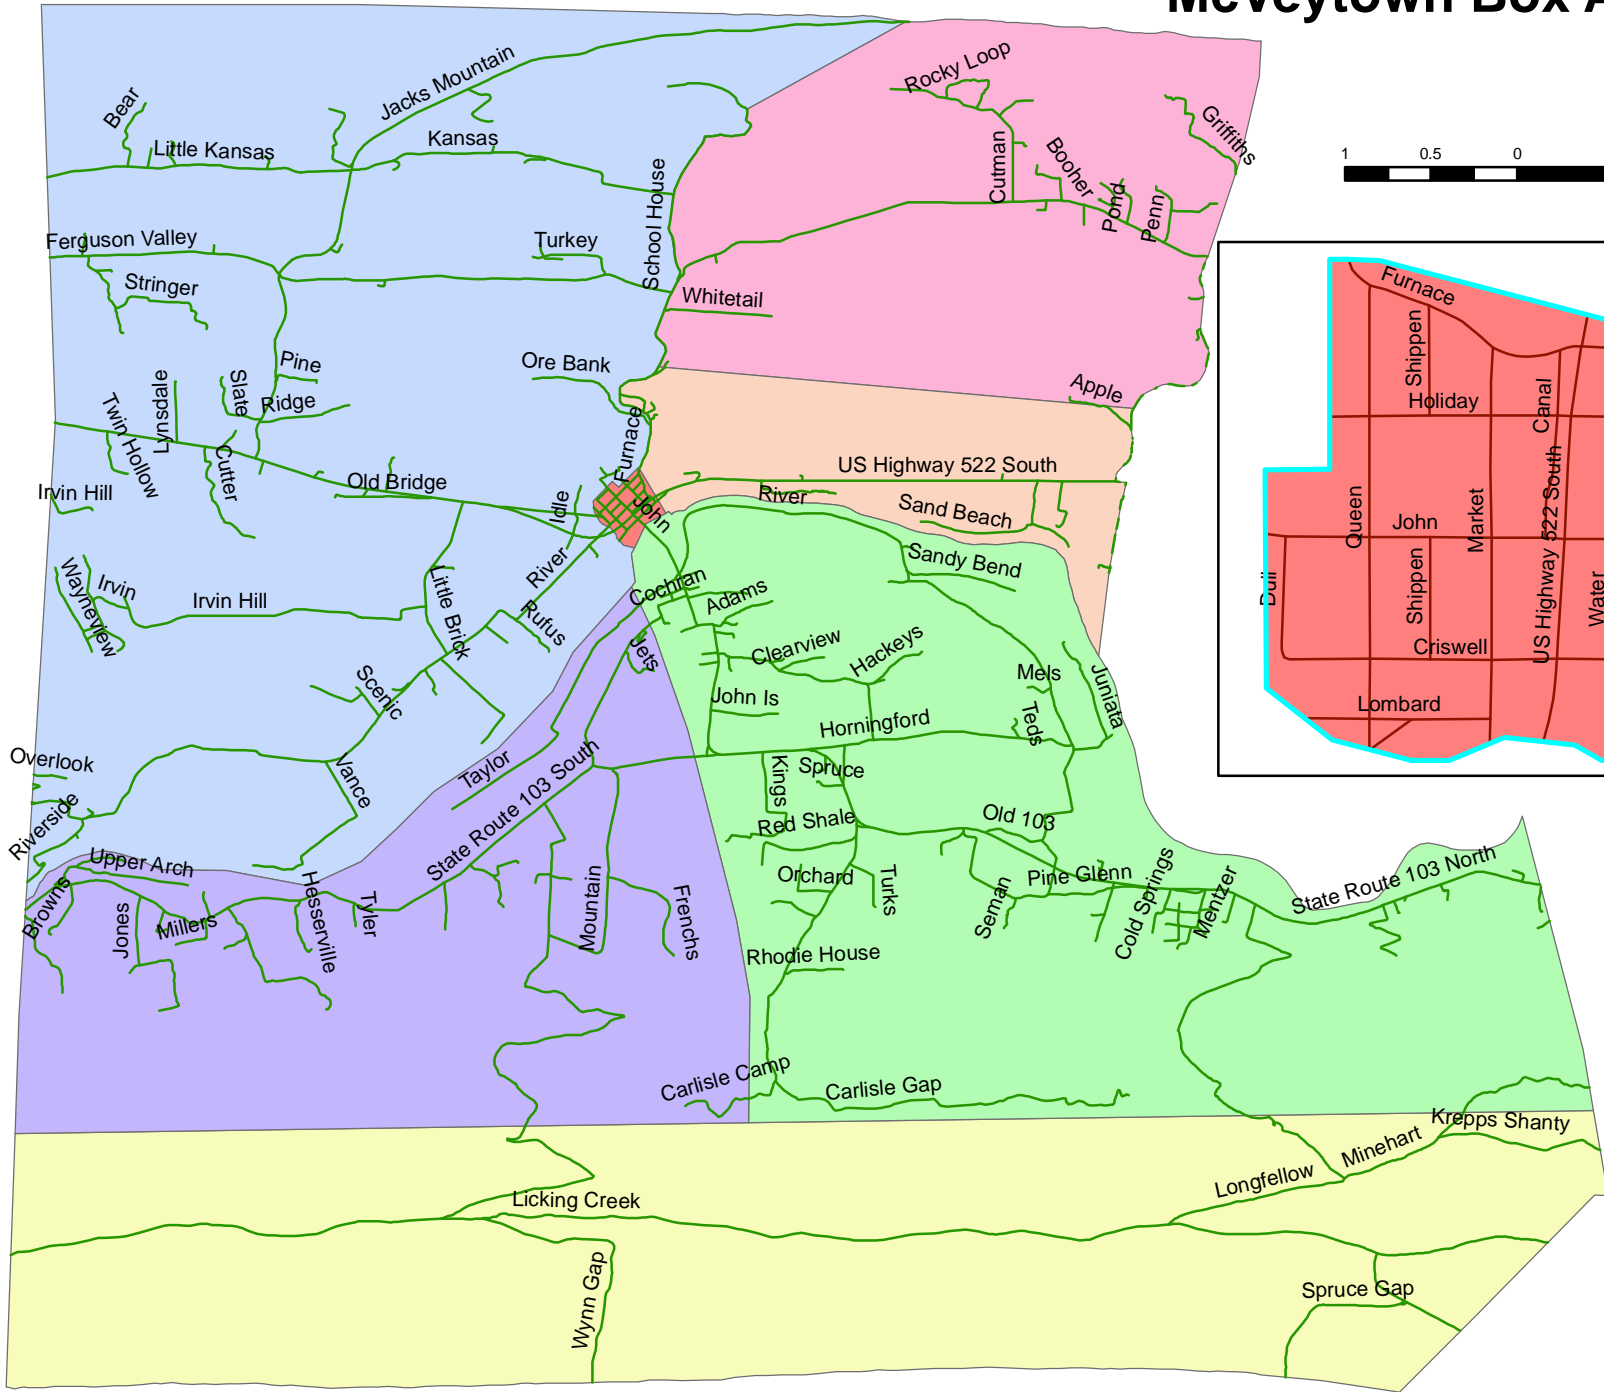 McVeytown Box A
Rocky Loop
Jacks Mountain
Bear
Griffiths
Little Kansas
Kansas
Cutman
Booher
Pond
Penn
1 0.5 0
School House
Ferguson Valley
Turkey
Stringer
Whitetail
Furnace
Shippen
Holiday
Canal
Pine
Ore Bank
Apple
Lynsdale
Slate
Ridge
Twin Hollow
Cutter
Furnace
US Highway 522 South
Old Bridge
Irvin Hill
Idle
John
River
Sand Beach
Queen
John
Market
US Highway 522 South
Sandy Bend
River
Cochran
Adams
Wayneview
Irvin
Irvin Hill
Little Brick
Rufus
Bull
Shippen
Water
Criswell
Jets
Clearview
Hackeys
Mels
Juniata
Scenic
John Is
Teds
Horningford
Lombard
Overlook
Vance
Taylor
State Route 103 South
Kings
Spruce
Riverside
Red Shale
Old 103
Upper Arch
Browns
Jones
Millers
Hesserville
Tyler
Mountain
Frenchs
Orchard
Turks
Seman
Pine Glenn
Cold Springs
Mentzer
State Route 103 North
Rhodie House
Carlisle Camp
Carlisle Gap
Krepps Shanty
Minehart
Longfellow
Licking Creek
Wynn Gap
Spruce Gap